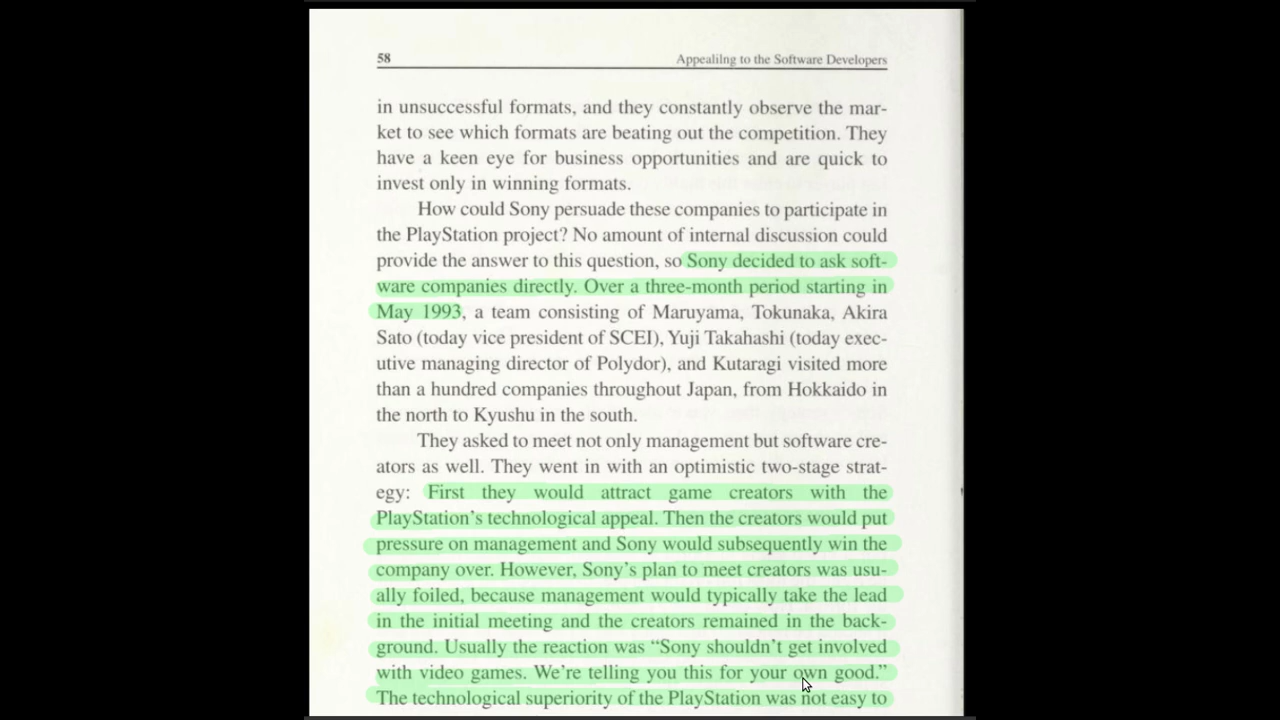 58 Appealilng to the Software Developers
in unsuccessful formats, and they constantly observe the mar-
ket to see which formats are beating out the competition. They
have a keen eye for business opportunities and are quick to
invest only in winning formats.
How could Sony persuade these companies to participate in
the PlayStation project? No amount of internal discussion could
provide the answer to this question, so Sony decided to ask soft-
ware companies directly. Over a three-month period starting in
May 1993, a team consisting of Maruyama, Tokunaka, Akira
Sato (today vice president of SCEI), Yuji Takahashi (today exec-
utive managing director of Polydor), and Kutaragi visited more
than a hundred companies throughout Japan, from Hokkaido in
the north to Kyushu in the south.
They asked to meet not only management but software cre-
ators as well. They went in with an optimistic two-stage strat-
egy: First they would attract game creators with the
PlayStation's technological appeal. Then the creators would put
pressure on management and Sony would subsequently win the
company over. However, Sony's plan to meet creators was usu-
ally foiled, because management would typically take the lead
in the initial meeting and the creators remained in the back-
ground. Usually the reaction was “Sony shouldn't get involved
with video games. We're telling you this for your own good.”
The technological superiority of the PlayStation was not easy to